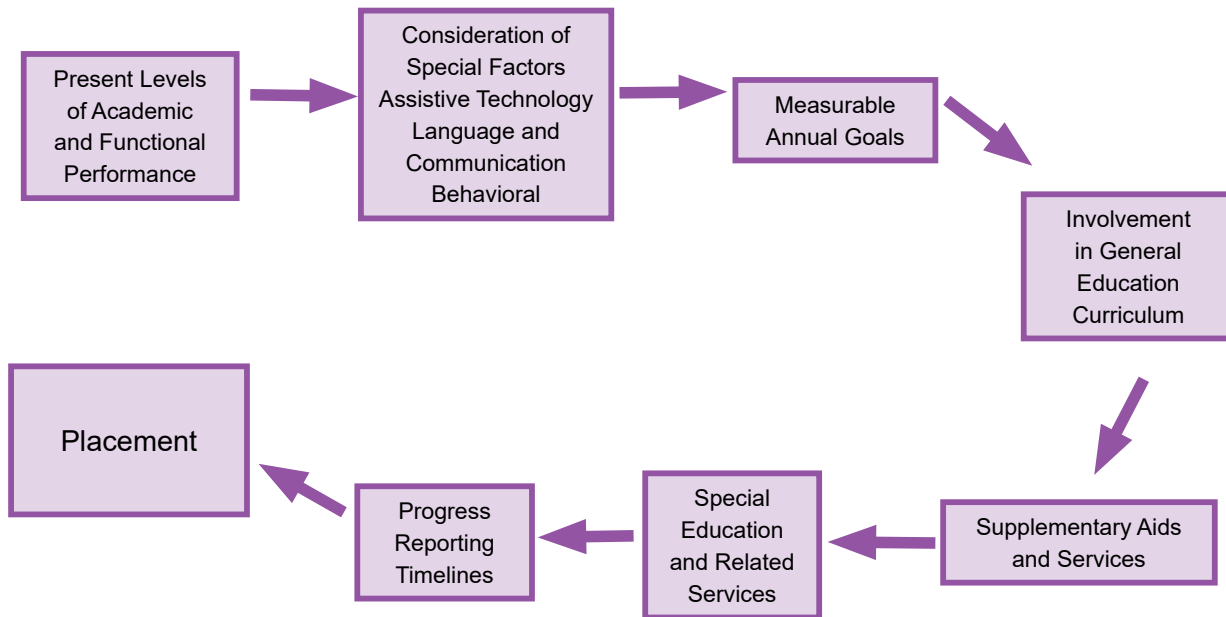 Present Levels
of Academic
and Functional
Performance
Consideration of
Special Factors
Assistive Technology
Language and
Communication
Behavioral
Measurable
Annual Goals
Involvement
in General
Education
Curriculum
Supplementary Aids
and Services
Special
Education
and Related
Services
Progress
Reporting
Timelines
Placement